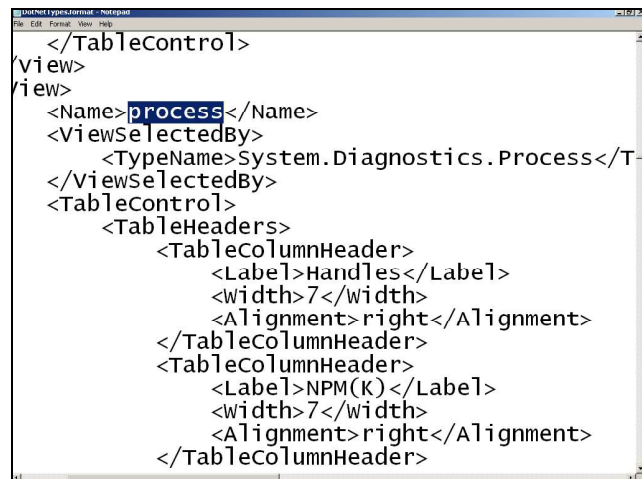 DotNetTypes.format - Notepad
File Edit Format View Help
</TableControl>
/View>
/iew>
<Name>process</Name>
<ViewSelectedBy>
<TypeName>System.Diagnostics.Process</T
</ViewSelectedBy>
<TableControl>
<TableHeaders>
<TableColumnHeader>
<Label>Handles</Label>
<Width>7</Width>
<Alignment>right</Alignment>
</TableColumnHeader>
<TableColumnHeader>
<Label>NPM(K)</Label>
<Width>7</Width>
<Alignment>right</Alignment>
</TableColumnHeader>